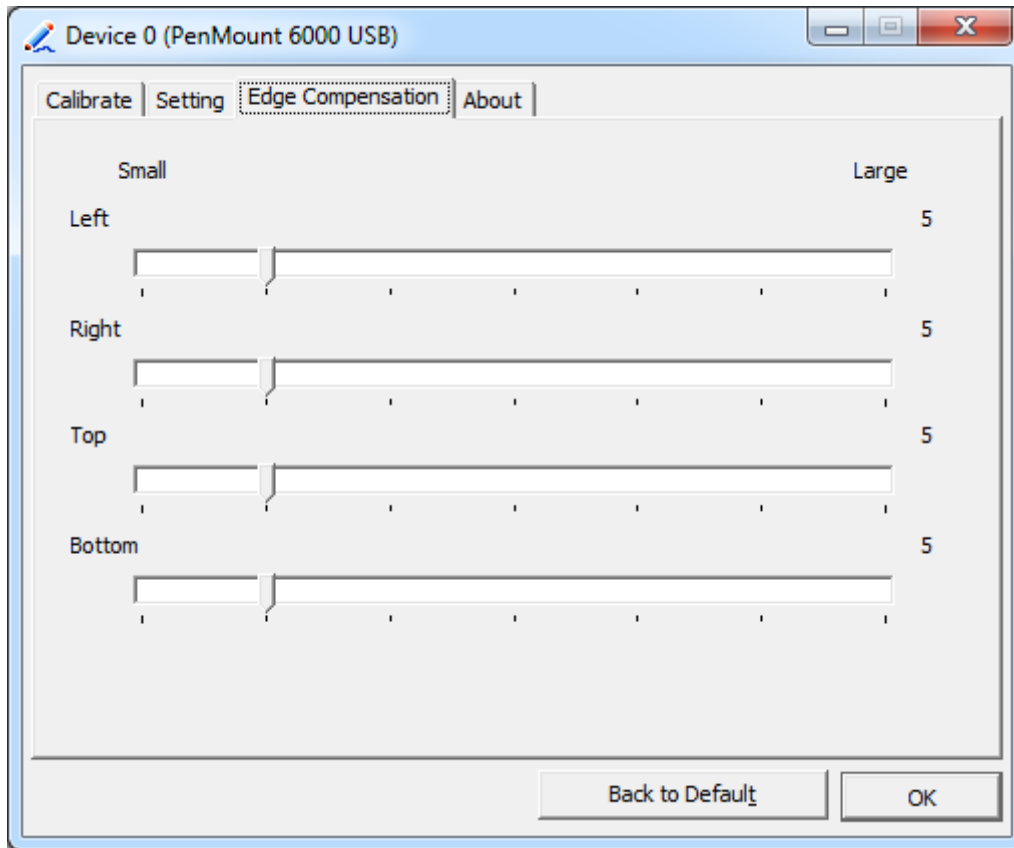 Device 0 (PenMount 6000 USB)
Calibrate Setting Edge Compensation About
Small Large
Left 5
Right 5
Top 5
Bottom 5
Back to Default OK